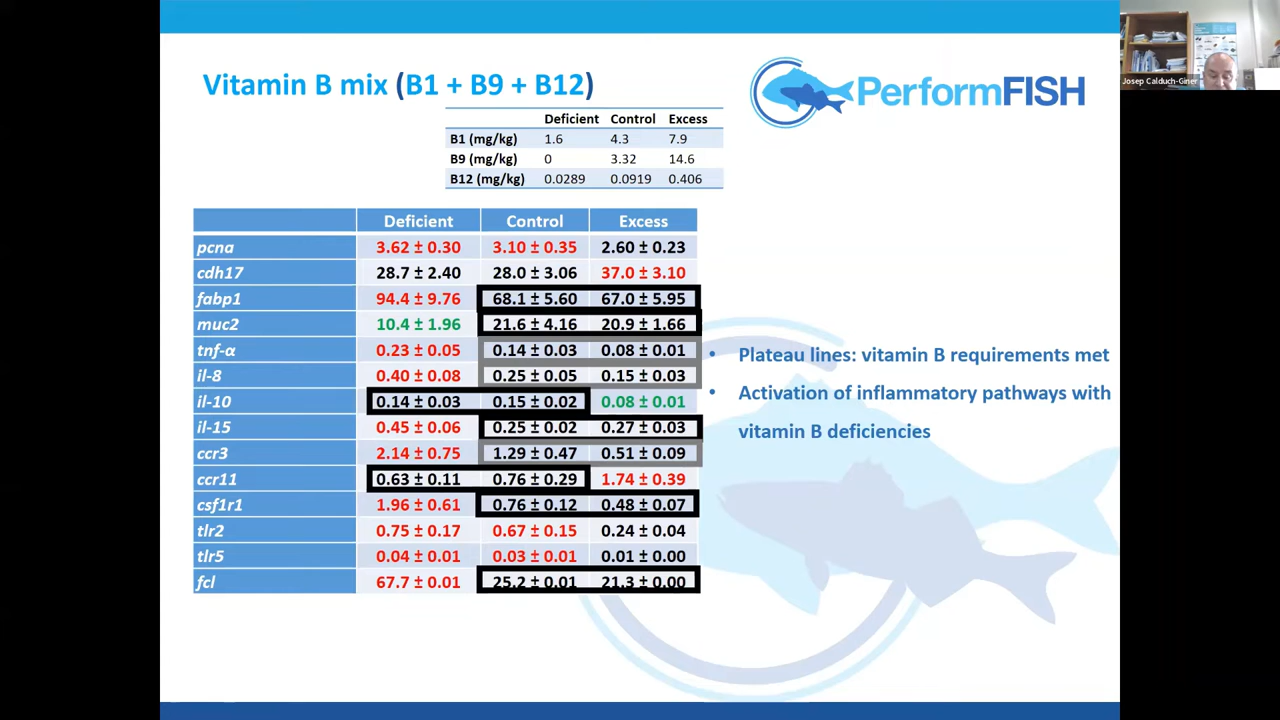 Josep Calduch-Giner
Vitamin B mix (B1 + B9 + B12)
PerformFISH
Deficient Control Excess
B1 (mg/kg) 1.6 4.3 7.9
B9 (mg/kg) 0 3.32 14.6
B12 (mg/kg) 0.0289 0.0919 0.406
Deficient Control Excess
pcna 3.62 ± 0.30 3.10 ± 0.35 2.60 ± 0.23
cdh17 28.7 ± 2.40 28.0 ± 3.06 37.0 ± 3.10
fabp1 94.4 ± 9.76 68.1 ± 5.60 67.0 ± 5.95
muc2 10.4 ± 1.96 21.6 ± 4.16 20.9 ± 1.66
tnf-α 0.23 ± 0.05 0.14 ± 0.03 0.08 ± 0.01
il-8 0.40 ± 0.08 0.25 ± 0.05 0.15 ± 0.03
il-10 0.14 ± 0.03 0.15 ± 0.02 0.08 ± 0.01
il-15 0.45 ± 0.06 0.25 ± 0.02 0.27 ± 0.03
ccr3 2.14 ± 0.75 1.29 ± 0.47 0.51 ± 0.09
ccr11 0.63 ± 0.11 0.76 ± 0.29 1.74 ± 0.39
csf1r1 1.96 ± 0.61 0.76 ± 0.12 0.48 ± 0.07
tlr2 0.75 ± 0.17 0.67 ± 0.15 0.24 ± 0.04
tlr5 0.04 ± 0.01 0.03 ± 0.01 0.01 ± 0.00
fcl 67.7 ± 0.01 25.2 ± 0.01 21.3 ± 0.00
• Plateau lines: vitamin B requirements met
• Activation of inflammatory pathways with
vitamin B deficiencies